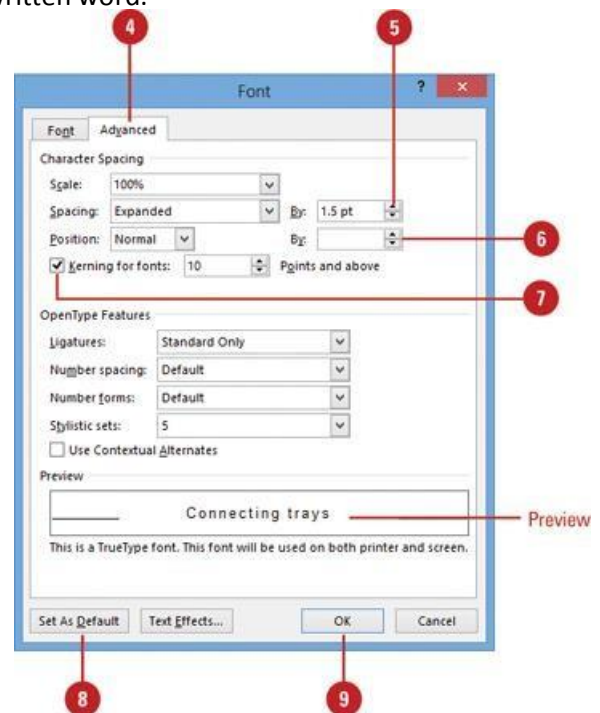 written word.
4 5
Font ?
Font Advanced
Character Spacing
Scale: 100%
Spacing: Expanded By: 1.5 pt
Position: Normal By:
6
Kerning for fonts: 10 Points and above
7
OpenType Features
Ligatures: Standard Only
Number spacing: Default
Number forms: Default
Stylistic sets: 5
Use Contextual Alternates
Preview
Connecting trays
Preview
This is a TrueType font. This font will be used on both printer and screen.
Set As Default Text Effects... OK Cancel
8 9